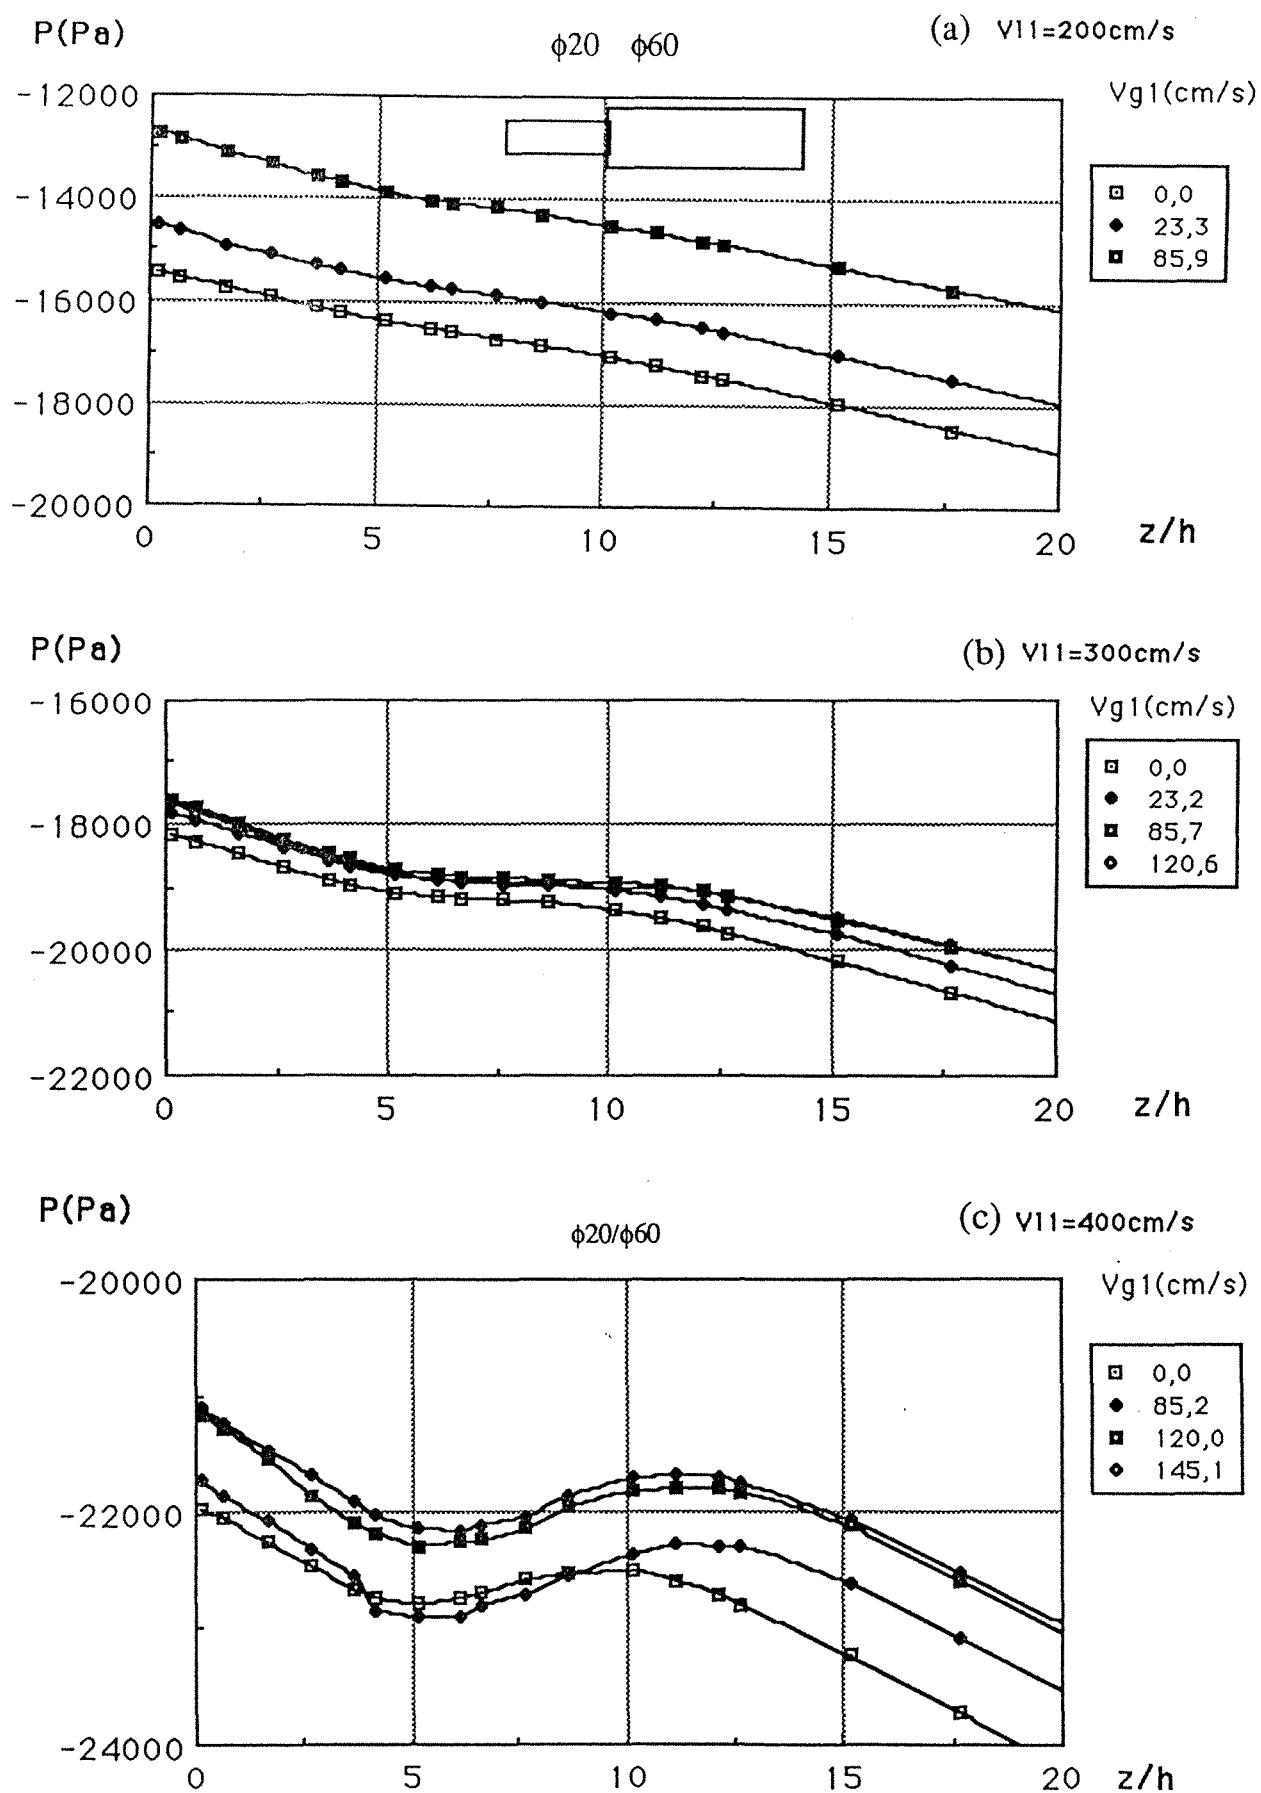 P(Pa)
ϕ20 ϕ60
(a) Vl1=200cm/s
Vg1(cm/s)
-12000
-14000
-16000
-18000
-20000
0,0
23,3
85,9
0 5 10 15 20 z/h
P(Pa)
(b) Vl1=300cm/s
Vg1(cm/s)
-16000
-18000
-20000
-22000
0,0
23,2
85,7
120,6
0 5 10 15 20 z/h
P(Pa)
ϕ20/ϕ60
(c) Vl1=400cm/s
Vg1(cm/s)
-20000
-22000
-24000
0,0
85,2
120,0
145,1
0 5 10 15 20 z/h